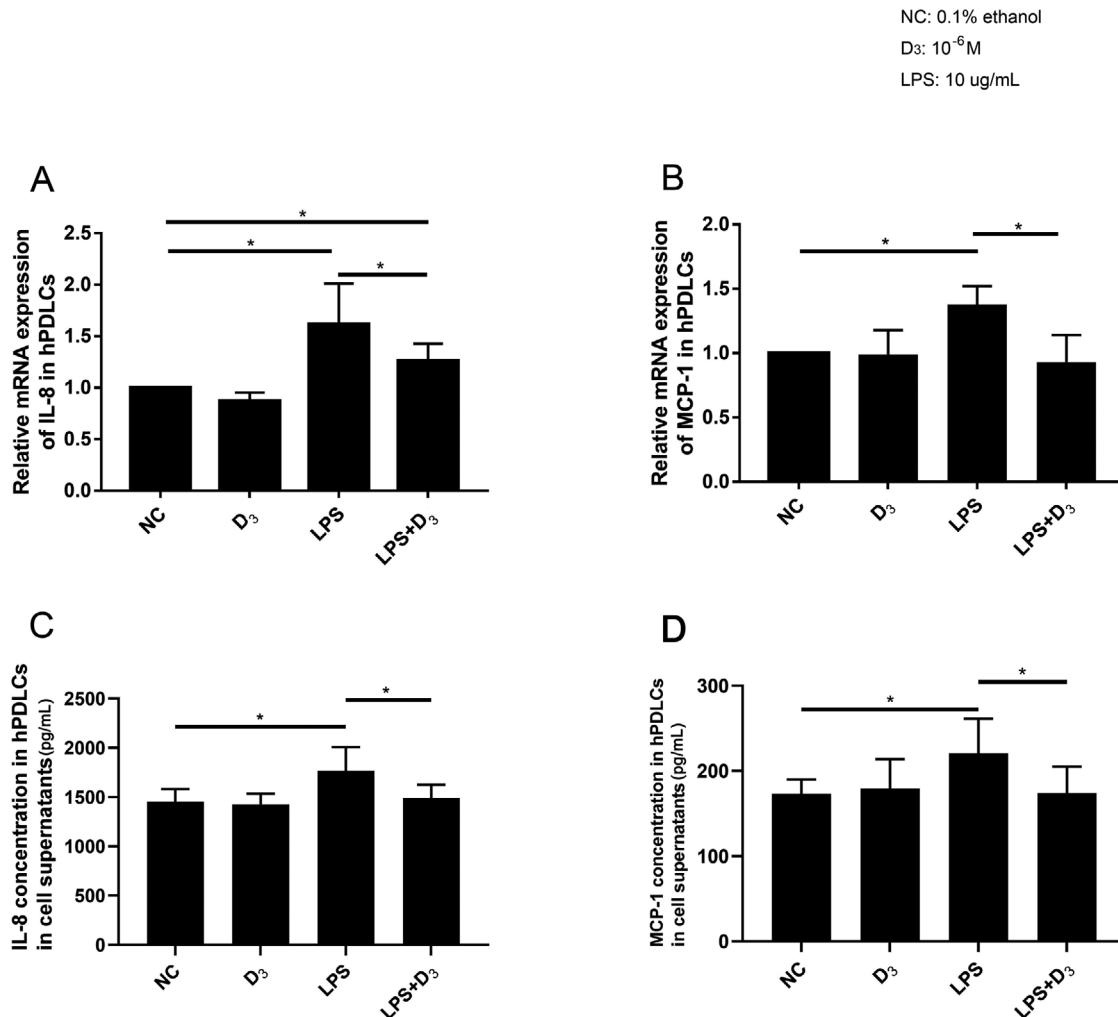 NC: 0.1% ethanol
D₃: 10⁻⁶ M
LPS: 10 ug/mL
A
Relative mRNA expression
of IL-8 in hPDLCs
2.5
2.0
1.5
1.0
0.5
0.0
*
*
*
NC
D₃
LPS
LPS+D₃
B
Relative mRNA expression
of MCP-1 in hPDLCs
2.0
1.5
1.0
0.5
0.0
*
*
NC
D₃
LPS
LPS+D₃
C
IL-8 concentration in hPDLCs
in cell supernatants (pg/mL)
2500
2000
1500
1000
500
0
*
*
NC
D₃
LPS
LPS+D₃
D
MCP-1 concentration in hPDLCs
in cell supernatants (pg/mL)
300
200
100
0
*
*
NC
D₃
LPS
LPS+D₃